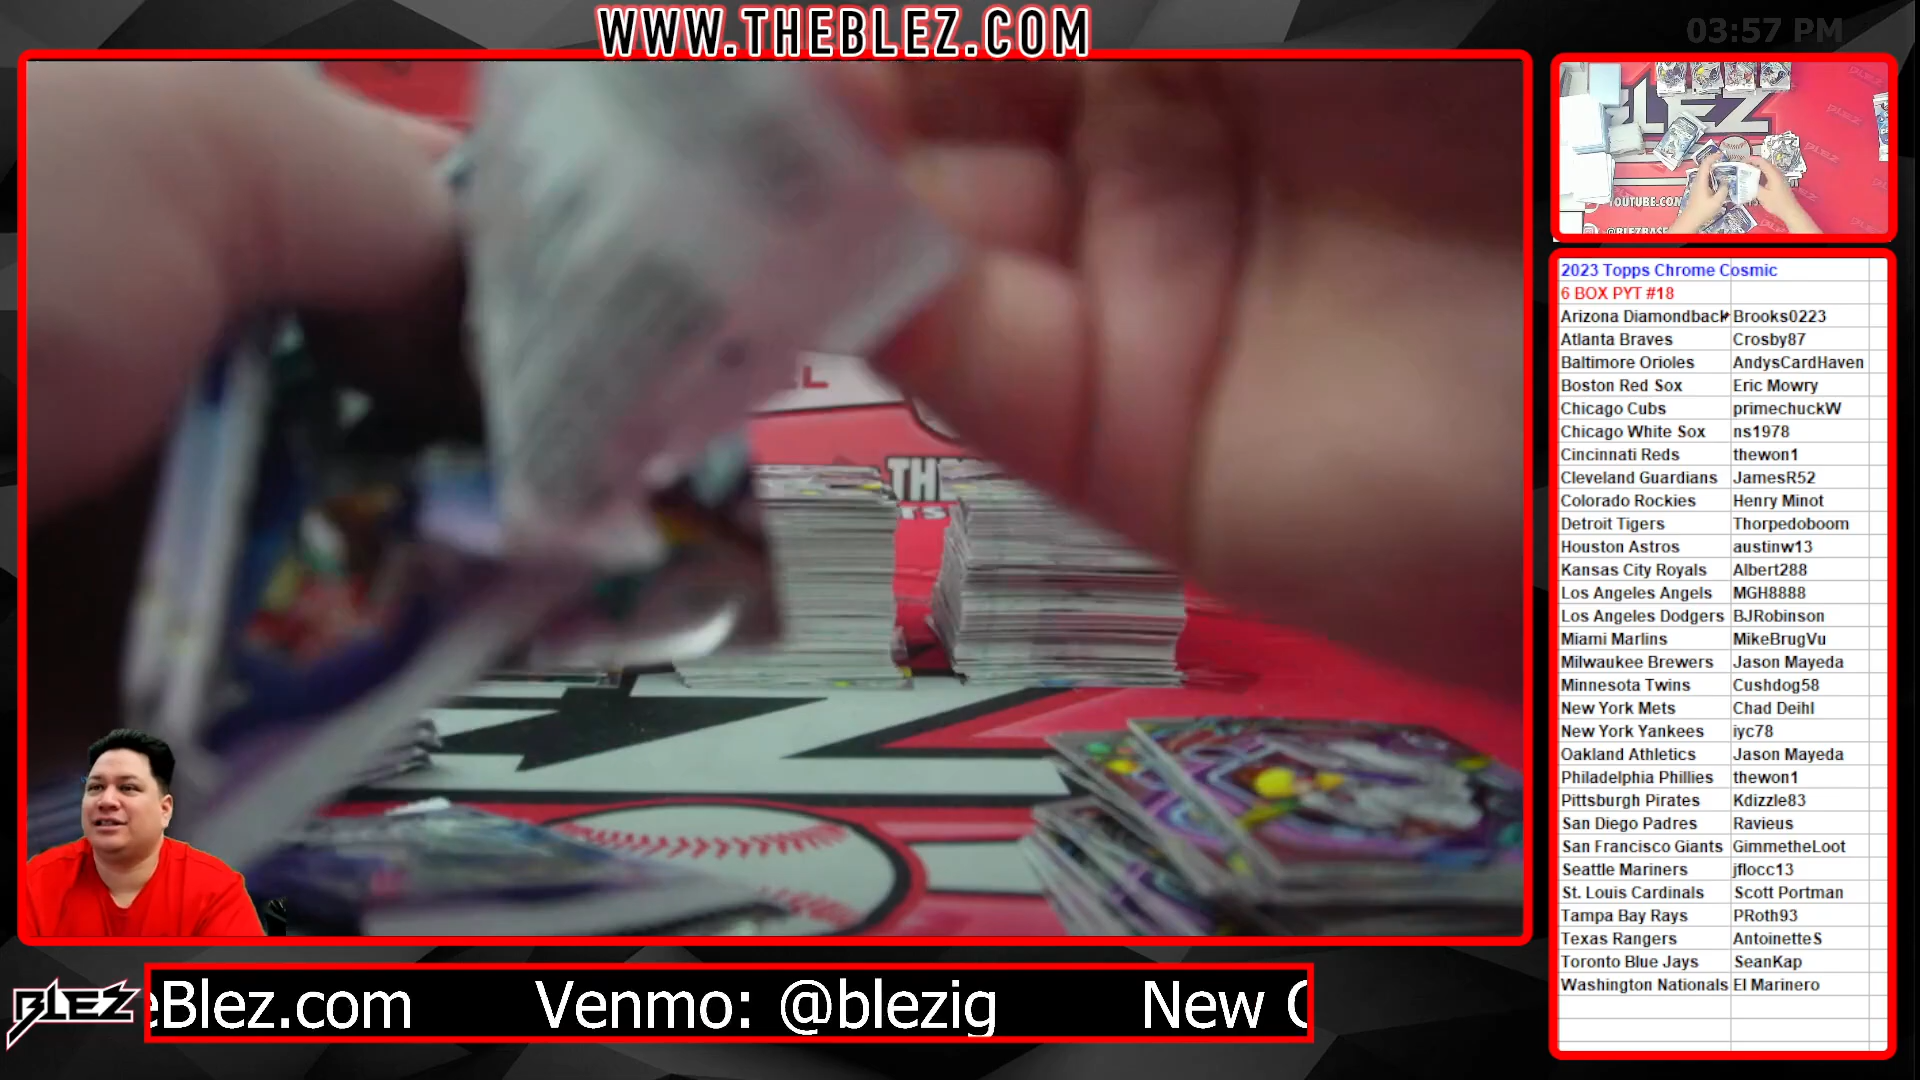 WWW.THEBLEZ.COM
03:57 PM
BLEZ
YOUTUBE.COM
@BLEZBASE
TH
TS
2023 Topps Chrome Cosmic
6 BOX PYT #18
Arizona Diamondback Brooks0223
Atlanta Braves Crosby87
Baltimore Orioles AndysCardHaven
Boston Red Sox Eric Mowry
Chicago Cubs primechuckW
Chicago White Sox ns1978
Cincinnati Reds thewon1
Cleveland Guardians JamesR52
Colorado Rockies Henry Minot
Detroit Tigers Thorpedoboom
Houston Astros austinw13
Kansas City Royals Albert288
Los Angeles Angels MGH8888
Los Angeles Dodgers BJRobinson
Miami Marlins MikeBrugVu
Milwaukee Brewers Jason Mayeda
Minnesota Twins Cushdog58
New York Mets Chad Deihl
New York Yankees iyc78
Oakland Athletics Jason Mayeda
Philadelphia Phillies thewon1
Pittsburgh Pirates Kdizzle83
San Diego Padres Ravieus
San Francisco Giants GimmetheLoot
Seattle Mariners jflocc13
St. Louis Cardinals Scott Portman
Tampa Bay Rays PRoth93
Texas Rangers AntoinetteS
Toronto Blue Jays SeanKap
Washington Nationals El Marinero
BLEZ
eBlez.com Venmo: @blezig New